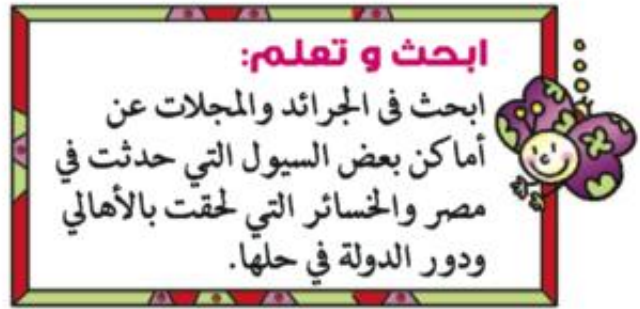 ابحث و تعلم:
ابحث فى الجرائد والمجلات عن
أماكن بعض السيول التي حدثت في
مصر والخسائر التي لحقت بالأهالي
ودور الدولة في حلها.